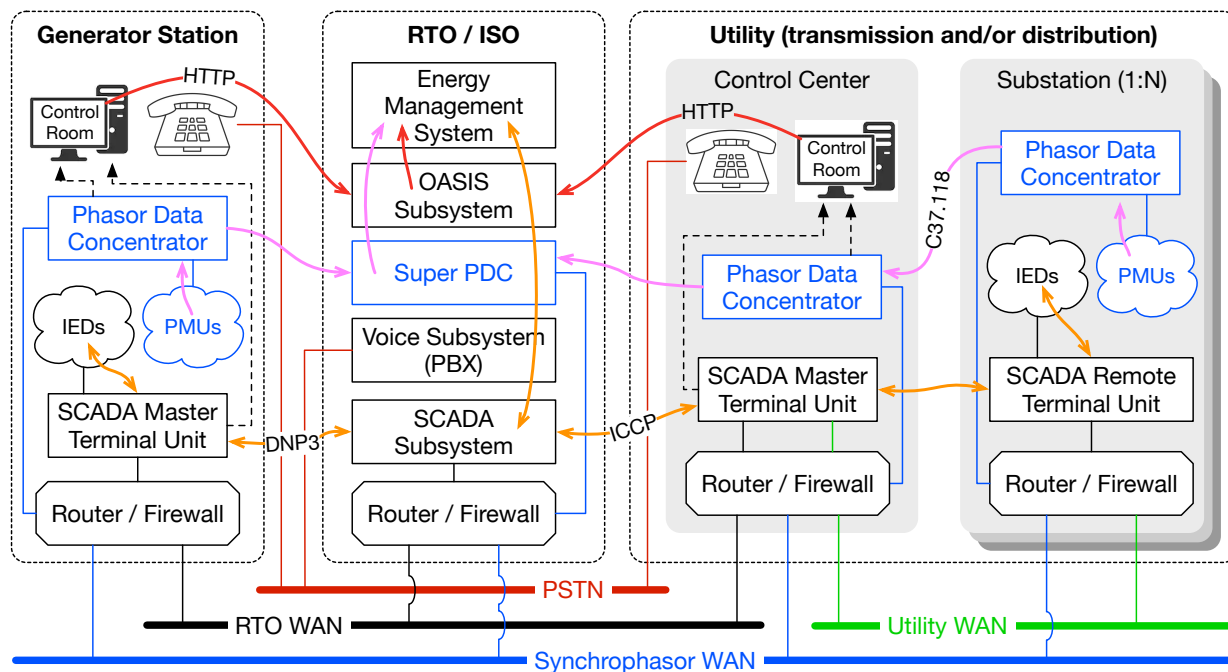 Generator Station
HTTP
Control
Room
Phasor Data
Concentrator
IEDs
PMUs
SCADA Master
Terminal Unit
Router / Firewall
DNP3
RTO / ISO
Energy
Management
System
OASIS
Subsystem
Super PDC
Voice Subsystem
(PBX)
SCADA
Subsystem
Router / Firewall
ICCP
Utility (transmission and/or distribution)
Control Center
HTTP
Control
Room
Phasor Data
Concentrator
SCADA Master
Terminal Unit
Router / Firewall
C37.118
Substation (1:N)
Phasor Data
Concentrator
IEDs
PMUs
SCADA Remote
Terminal Unit
Router / Firewall
PSTN
RTO WAN
Utility WAN
Synchrophasor WAN